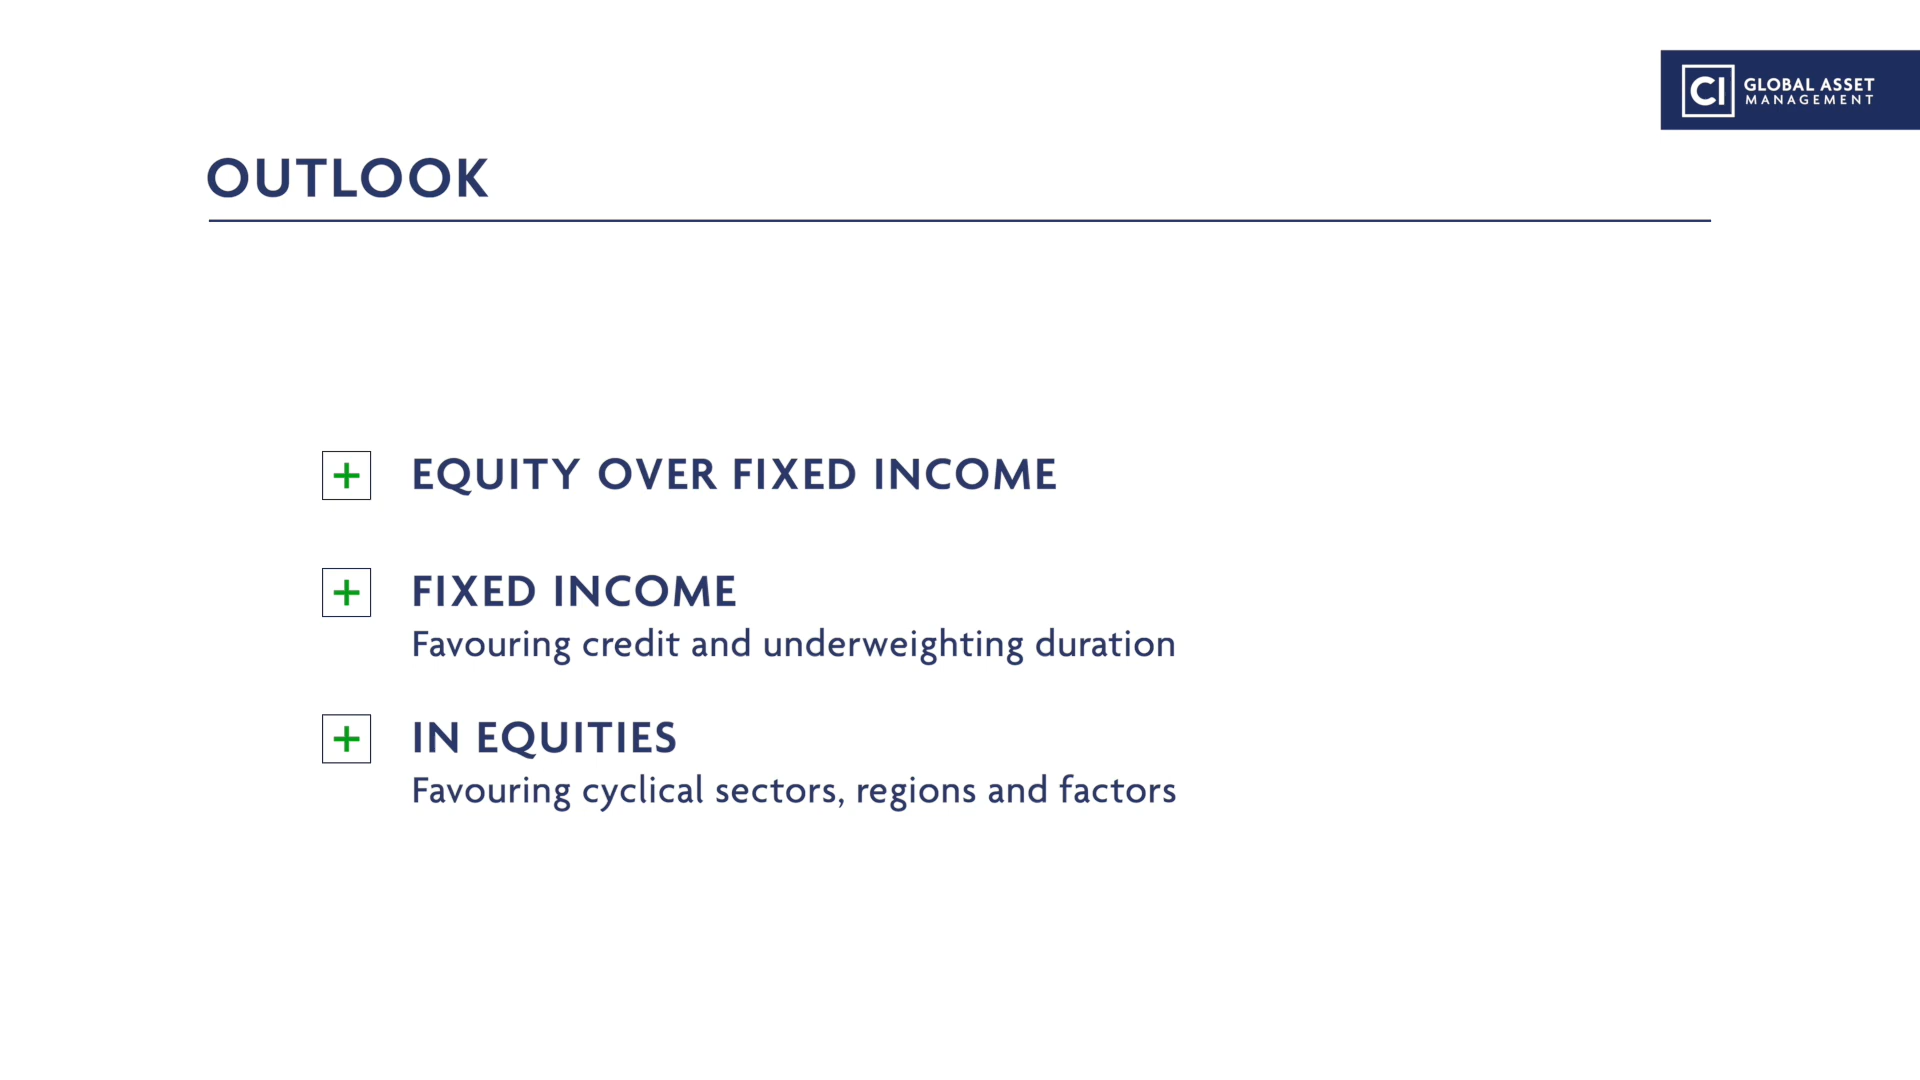 CI GLOBAL ASSET
MANAGEMENT
OUTLOOK
EQUITY OVER FIXED INCOME
FIXED INCOME
Favouring credit and underweighting duration
IN EQUITIES
Favouring cyclical sectors, regions and factors